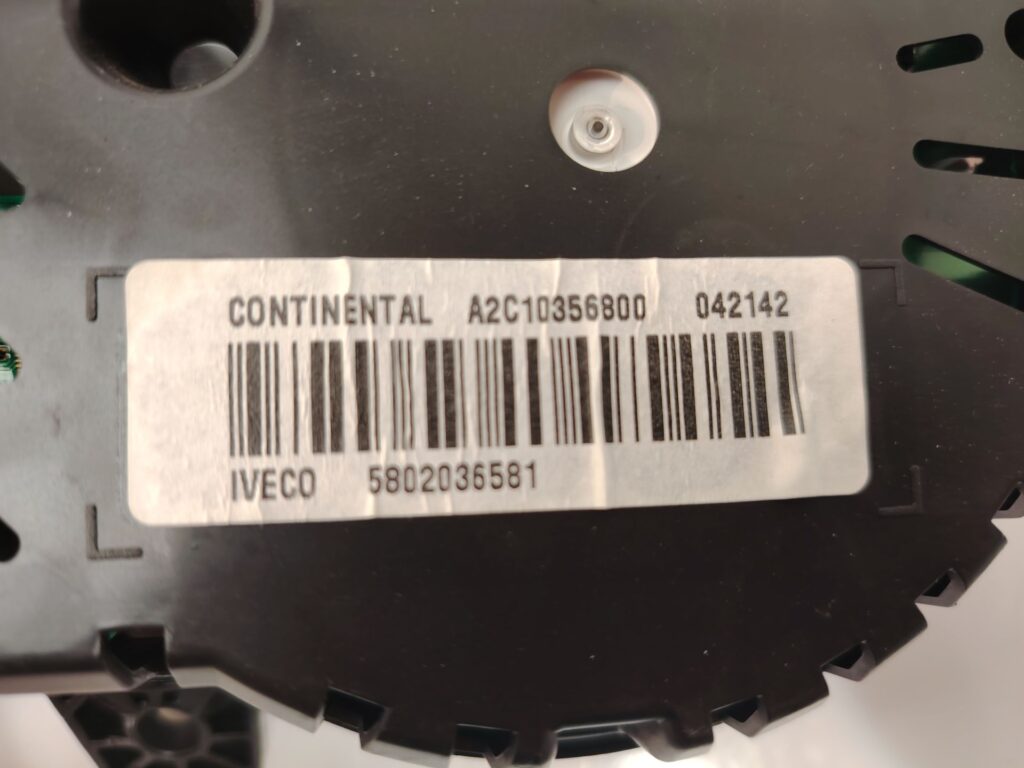 CONTINENTAL A2C10356800 042142
IVECO 5802036581